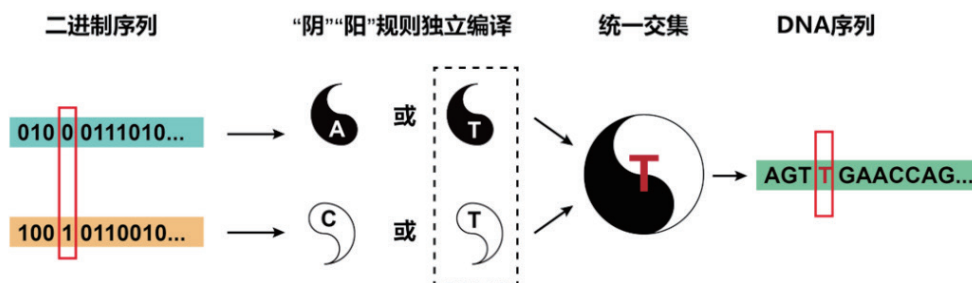 二进制序列
“阴”“阳”规则独立编译
统一交集
DNA序列
010 0 0111010...
A 或 T
T
AGT T GAACCAG...
100 1 0110010...
C 或 T